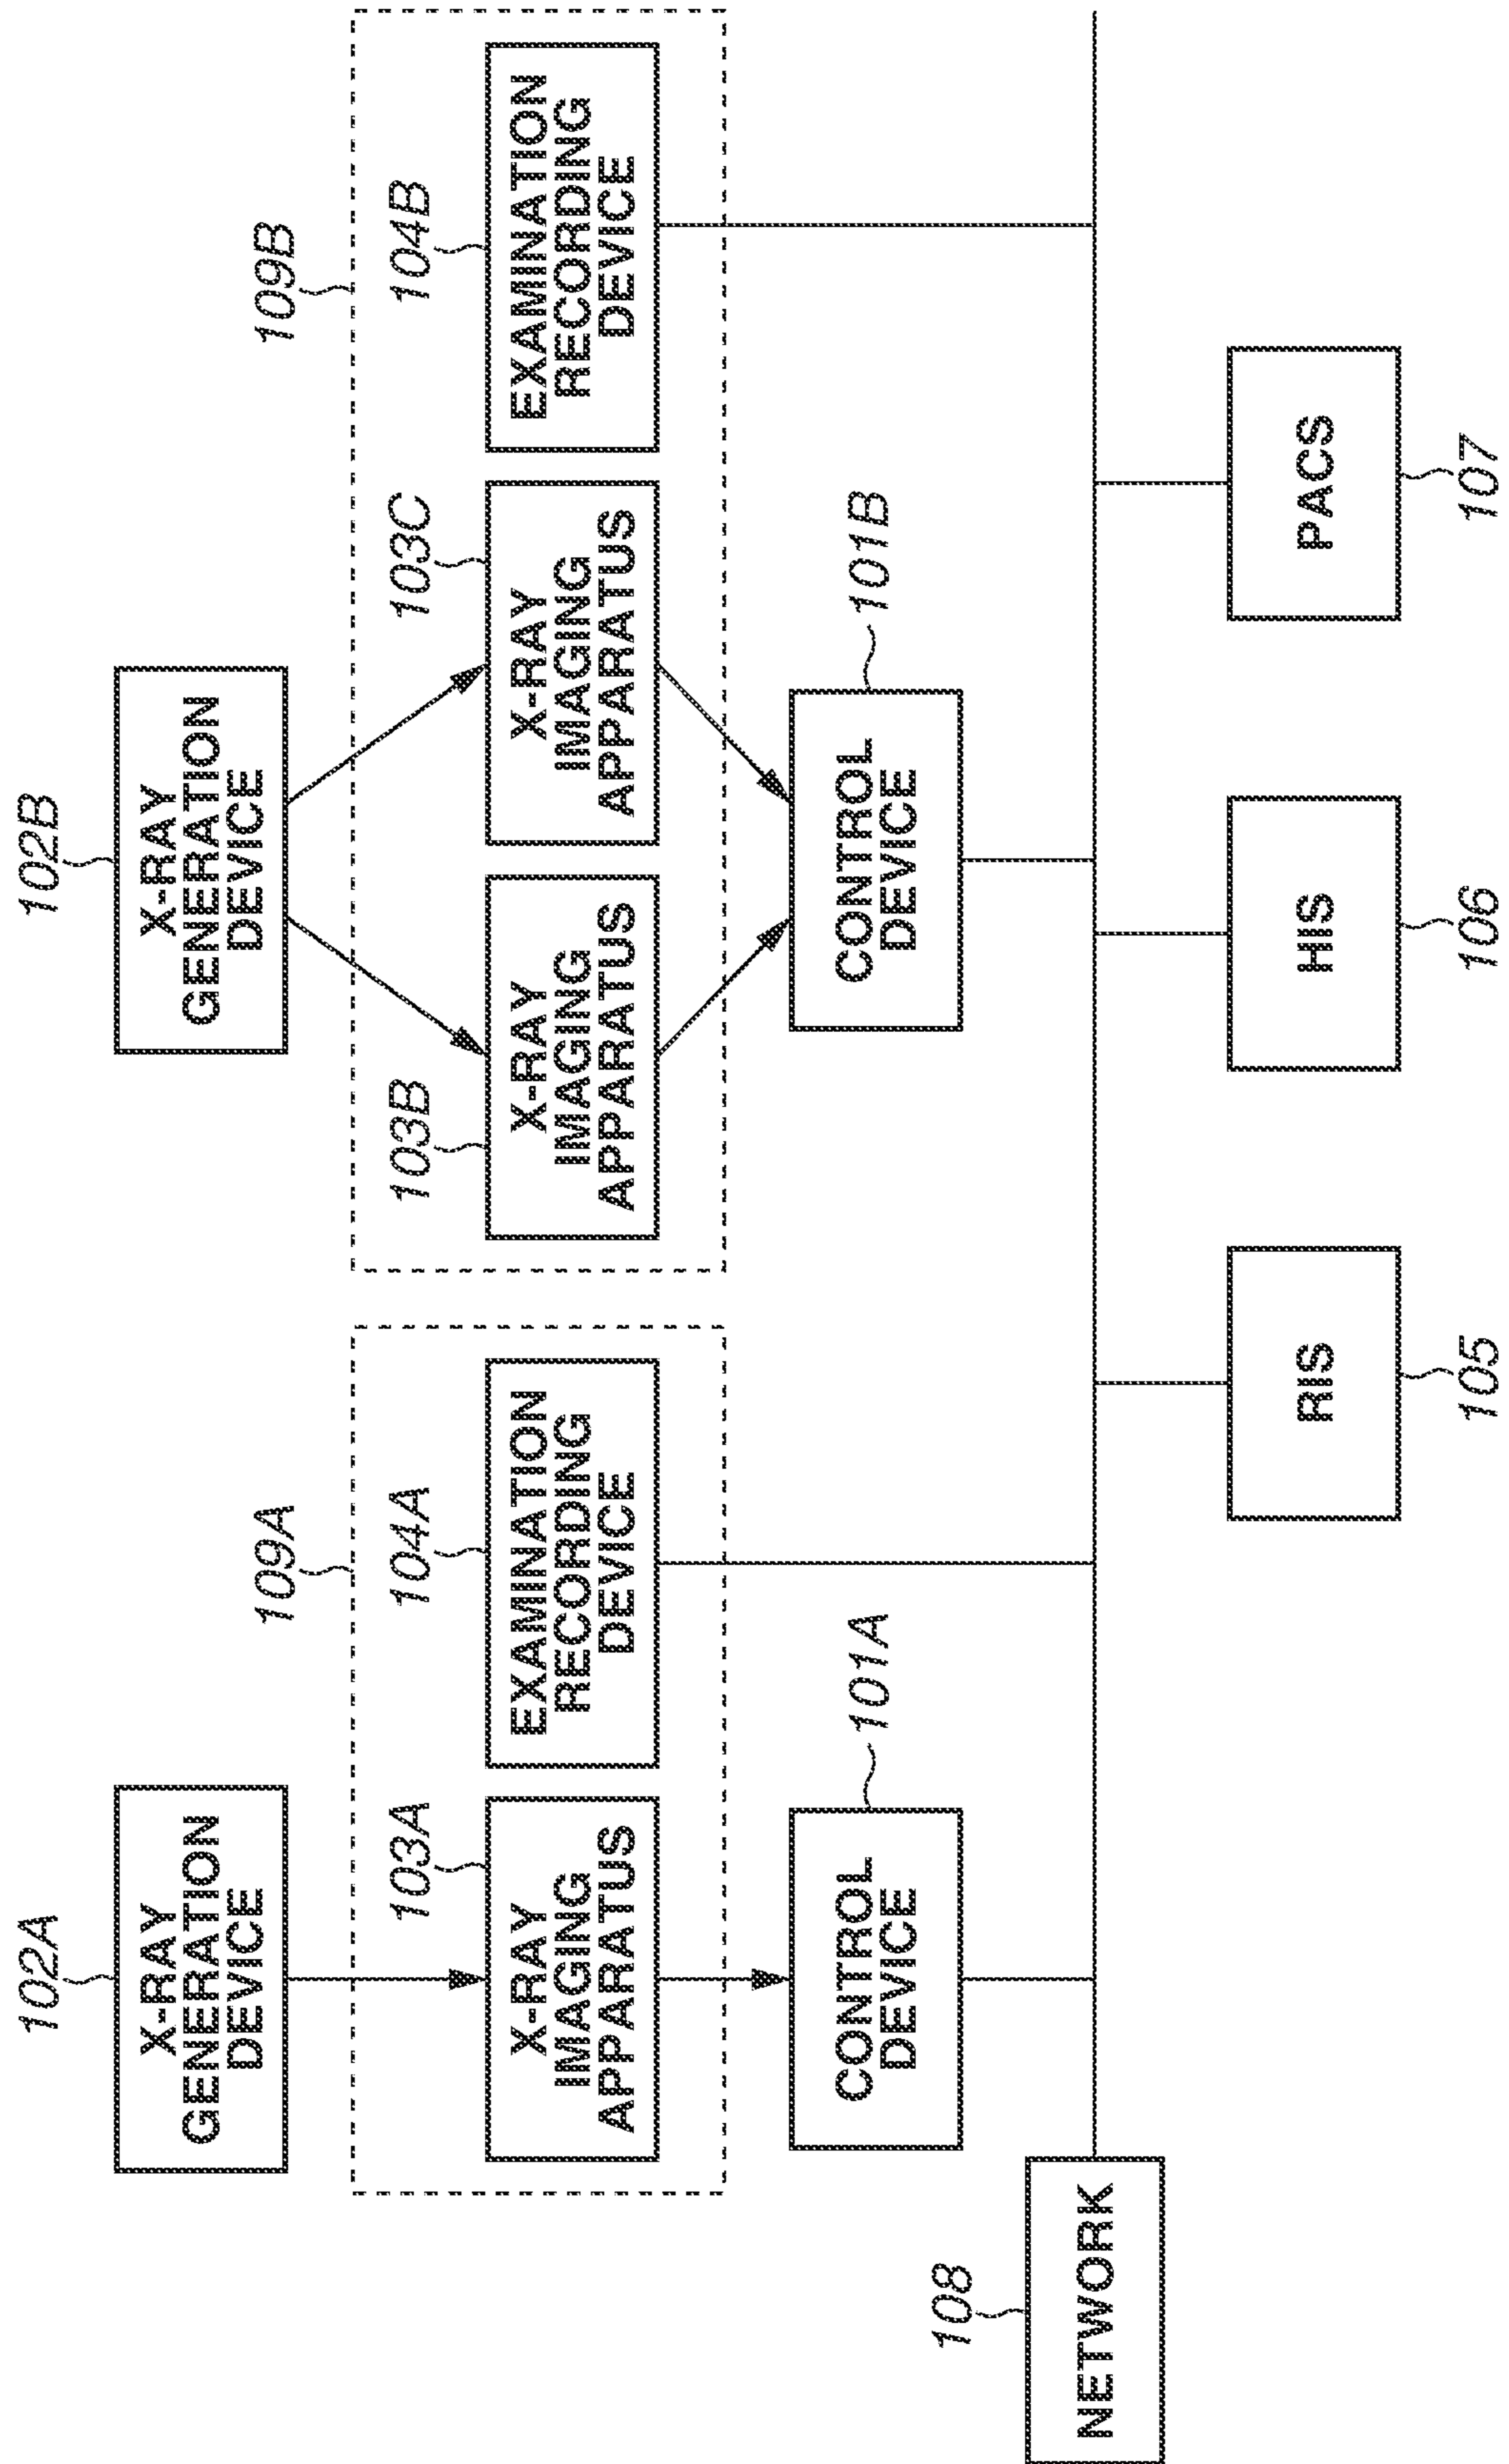 102A
X-RAY
GENERATION
DEVICE
102B
X-RAY
GENERATION
DEVICE
109A
109B
103A
X-RAY
IMAGING
APPARATUS
104A
EXAMINATION
RECORDING
DEVICE
103B
X-RAY
IMAGING
APPARATUS
103C
X-RAY
IMAGING
APPARATUS
104B
EXAMINATION
RECORDING
DEVICE
101A
CONTROL
DEVICE
101B
CONTROL
DEVICE
108
NETWORK
RIS
105
HIS
106
PACS
107